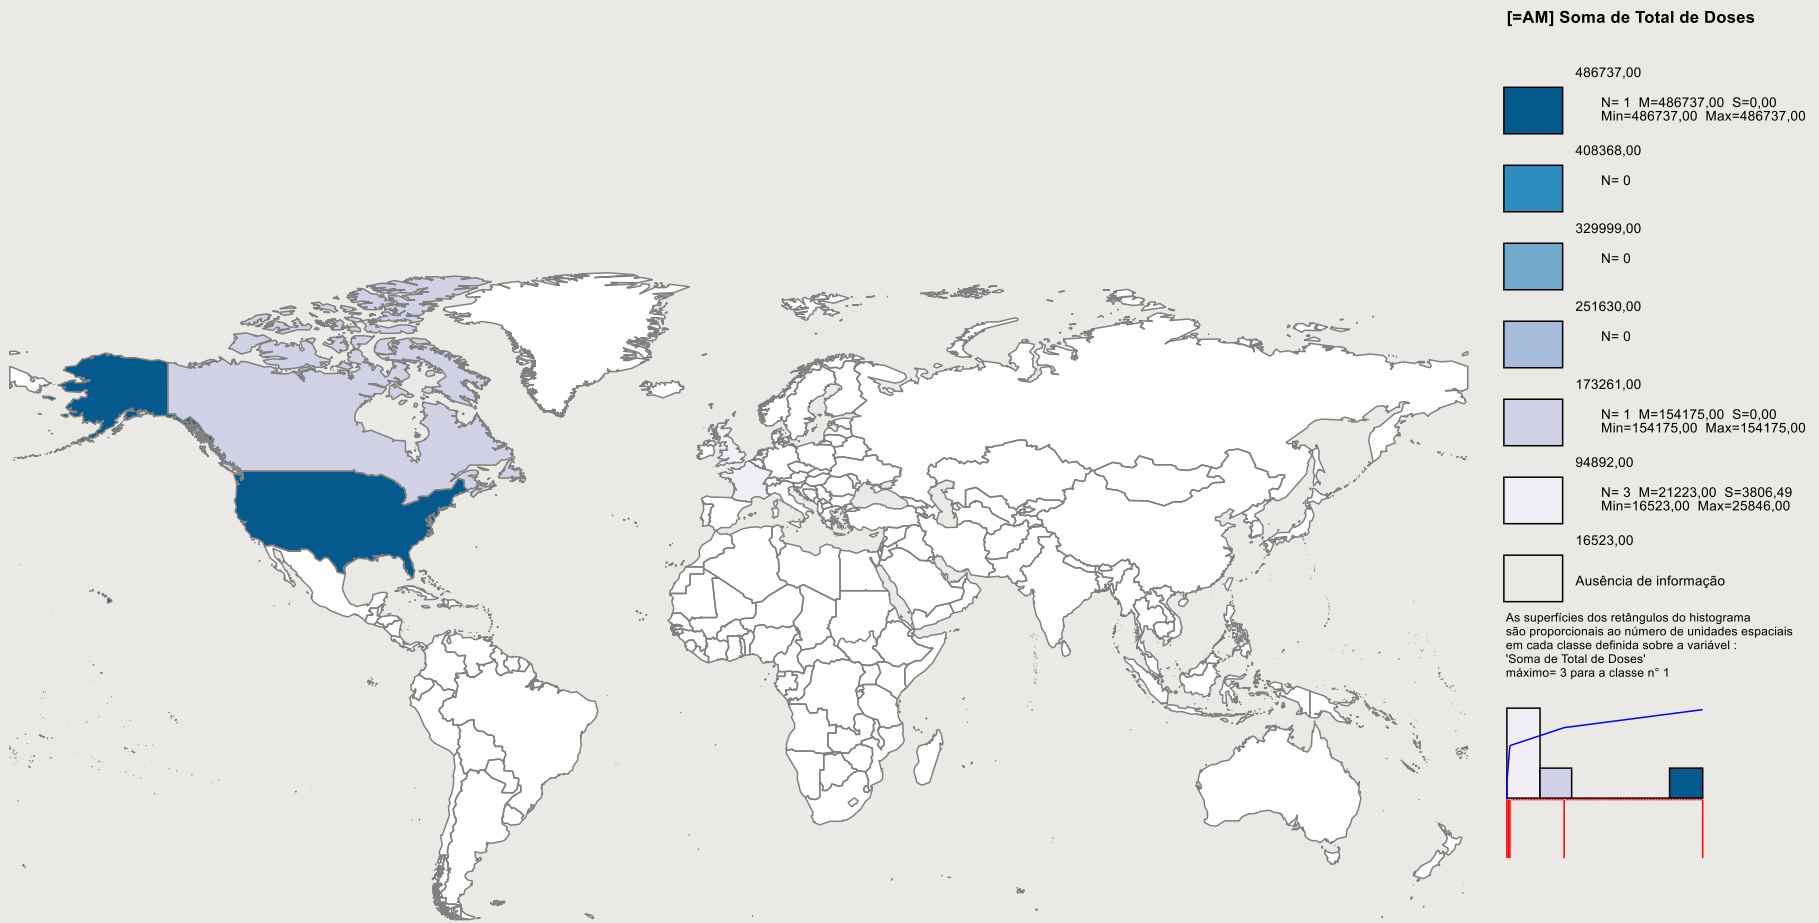 [=AM] Soma de Total de Doses
486737,00
N= 1 M=486737,00 S=0,00
Min=486737,00 Max=486737,00
408368,00
N= 0
329999,00
N= 0
251630,00
N= 0
173261,00
N= 1 M=154175,00 S=0,00
Min=154175,00 Max=154175,00
94892,00
N= 3 M=21223,00 S=3806,49
Min=16523,00 Max=25846,00
16523,00
Ausência de informação
As superfícies dos retângulos do histograma
são proporcionais ao número de unidades espaciais
em cada classe definida sobre a variável :
'Soma de Total de Doses'
máximo= 3 para a classe n° 1